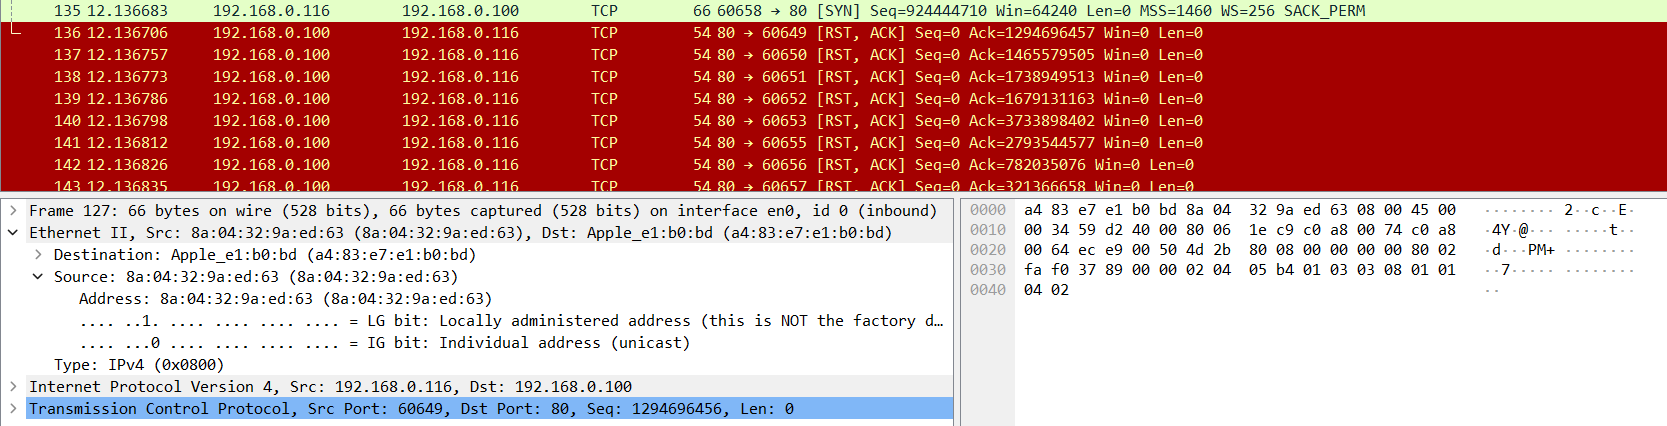 135 12.136683 192.168.0.116 192.168.0.100 TCP 66 60658 → 80 [SYN] Seq=924444710 Win=64240 Len=0 MSS=1460 WS=256 SACK_PERM
136 12.136706 192.168.0.100 192.168.0.116 TCP 54 80 → 60649 [RST, ACK] Seq=0 Ack=1294696457 Win=0 Len=0
137 12.136757 192.168.0.100 192.168.0.116 TCP 54 80 → 60650 [RST, ACK] Seq=0 Ack=1465579505 Win=0 Len=0
138 12.136773 192.168.0.100 192.168.0.116 TCP 54 80 → 60651 [RST, ACK] Seq=0 Ack=1738949513 Win=0 Len=0
139 12.136786 192.168.0.100 192.168.0.116 TCP 54 80 → 60652 [RST, ACK] Seq=0 Ack=1679131163 Win=0 Len=0
140 12.136798 192.168.0.100 192.168.0.116 TCP 54 80 → 60653 [RST, ACK] Seq=0 Ack=3733898402 Win=0 Len=0
141 12.136812 192.168.0.100 192.168.0.116 TCP 54 80 → 60655 [RST, ACK] Seq=0 Ack=2793544577 Win=0 Len=0
142 12.136826 192.168.0.100 192.168.0.116 TCP 54 80 → 60656 [RST, ACK] Seq=0 Ack=782035076 Win=0 Len=0
143 12.136835 192.168.0.100 192.168.0.116 TCP 54 80 → 60657 [RST, ACK] Seq=0 Ack=321366658 Win=0 Len=0
Frame 127: 66 bytes on wire (528 bits), 66 bytes captured (528 bits) on interface en0, id 0 (inbound)
Ethernet II, Src: 8a:04:32:9a:ed:63 (8a:04:32:9a:ed:63), Dst: Apple_e1:b0:bd (a4:83:e7:e1:b0:bd)
Destination: Apple_e1:b0:bd (a4:83:e7:e1:b0:bd)
Source: 8a:04:32:9a:ed:63 (8a:04:32:9a:ed:63)
Address: 8a:04:32:9a:ed:63 (8a:04:32:9a:ed:63)
.... ..1. .... .... .... .... = LG bit: Locally administered address (this is NOT the factory d…
.... ...0 .... .... .... .... = IG bit: Individual address (unicast)
Type: IPv4 (0x0800)
Internet Protocol Version 4, Src: 192.168.0.116, Dst: 192.168.0.100
Transmission Control Protocol, Src Port: 60649, Dst Port: 80, Seq: 1294696456, Len: 0
0000 a4 83 e7 e1 b0 bd 8a 04 32 9a ed 63 08 00 45 00 ········ 2··c··E·
0010 00 34 59 d2 40 00 80 06 1e c9 c0 a8 00 74 c0 a8 ·4Y·@··· ·····t··
0020 00 64 ec e9 00 50 4d 2b 80 08 00 00 00 00 80 02 ·d···PM+ ········
0030 fa f0 37 89 00 00 02 04 05 b4 01 03 03 08 01 01 ··7····· ········
0040 04 02 ··